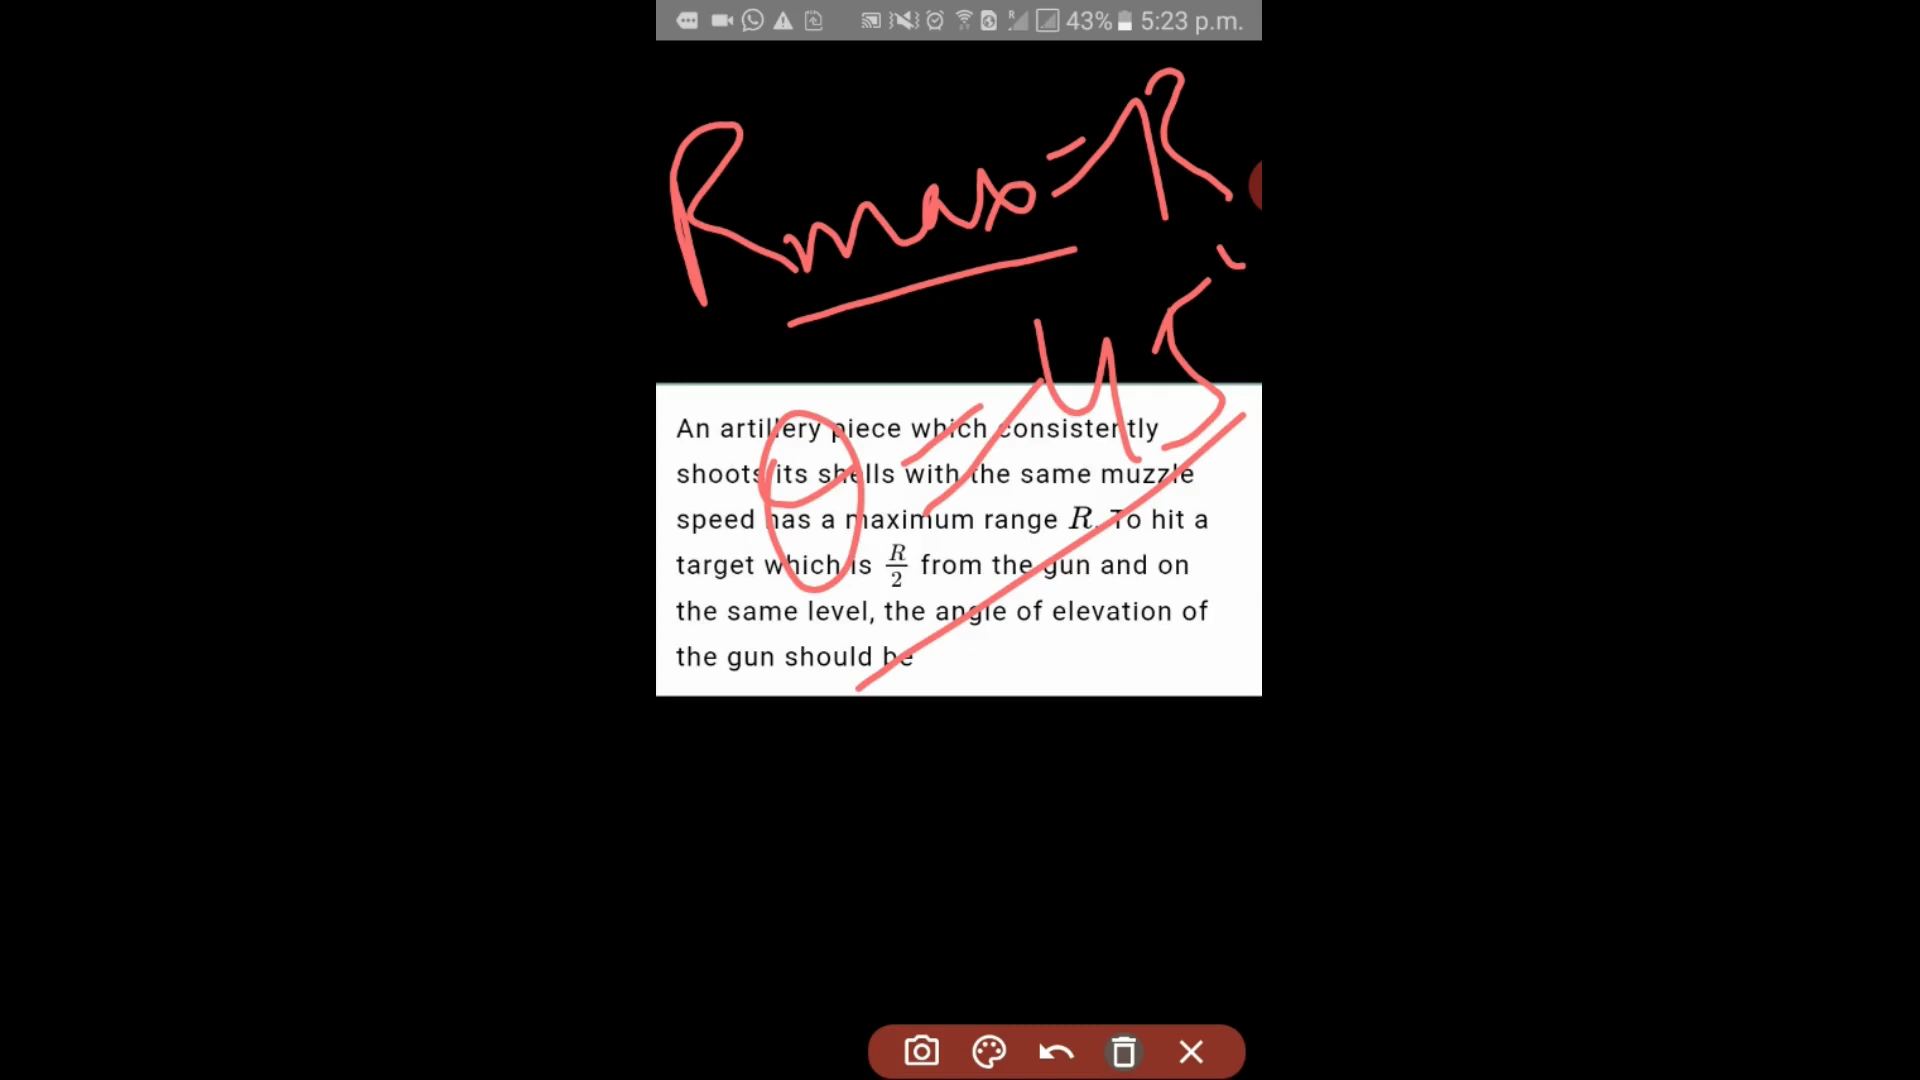 43% 5:23 p.m.
Rmax = R
θ = 45°
An artillery piece which consistently
shoots its shells with the same muzzle
speed has a maximum range R. To hit a
target which is R/2 from the gun and on
the same level, the angle of elevation of
the gun should be